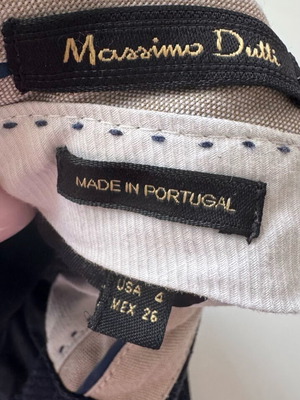 Massimo Dutti
MADE IN PORTUGAL
USA 4
MEX 26